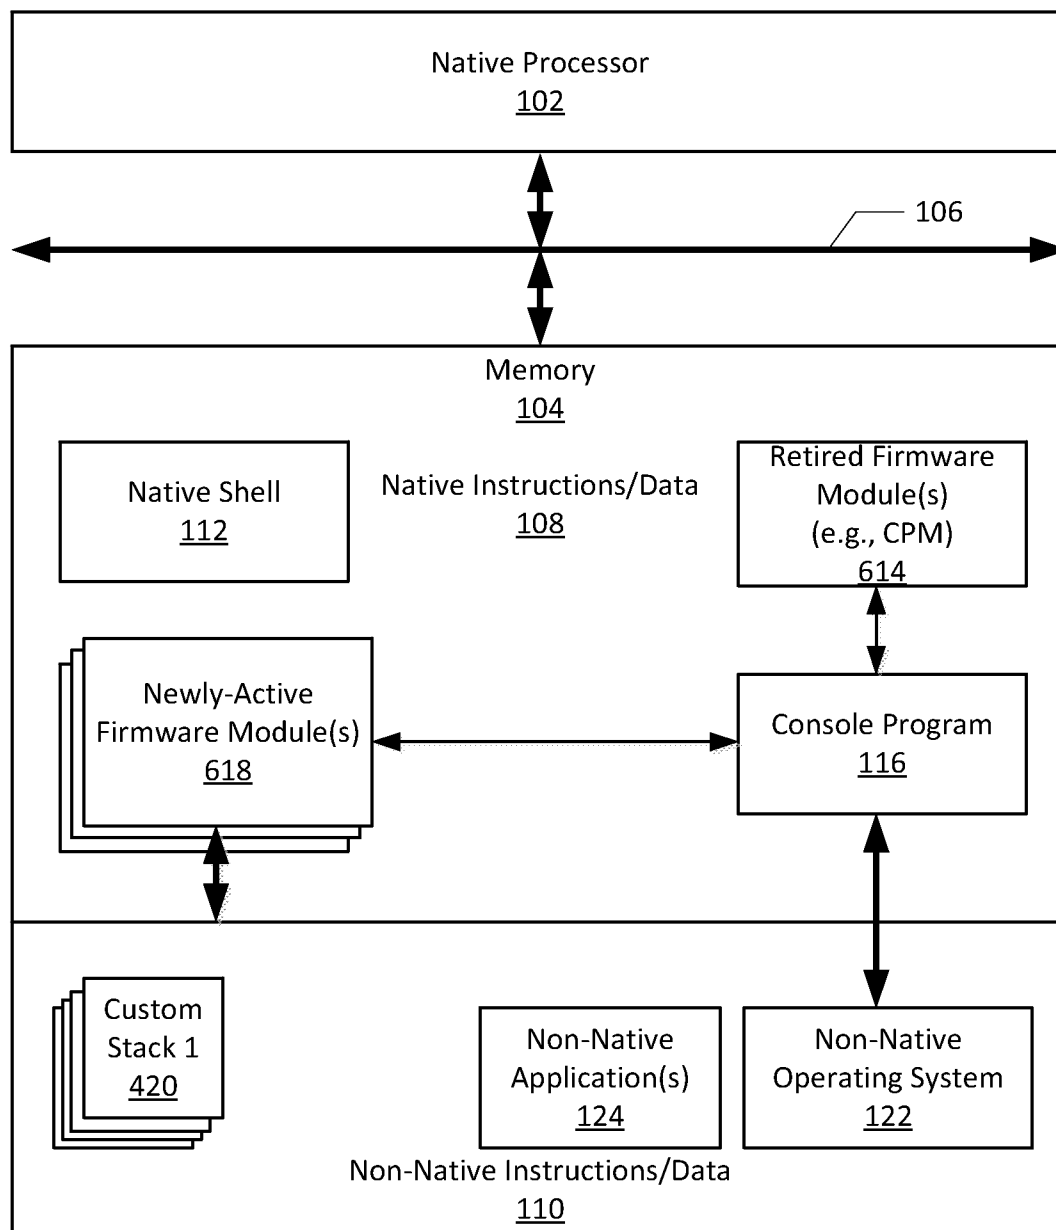 Native Processor
102
106
Memory
104
Native Shell
112
Native Instructions/Data
108
Retired Firmware
Module(s)
(e.g., CPM)
614
Newly-Active
Firmware Module(s)
618
Console Program
116
Custom
Stack 1
420
Non-Native
Application(s)
124
Non-Native
Operating System
122
Non-Native Instructions/Data
110